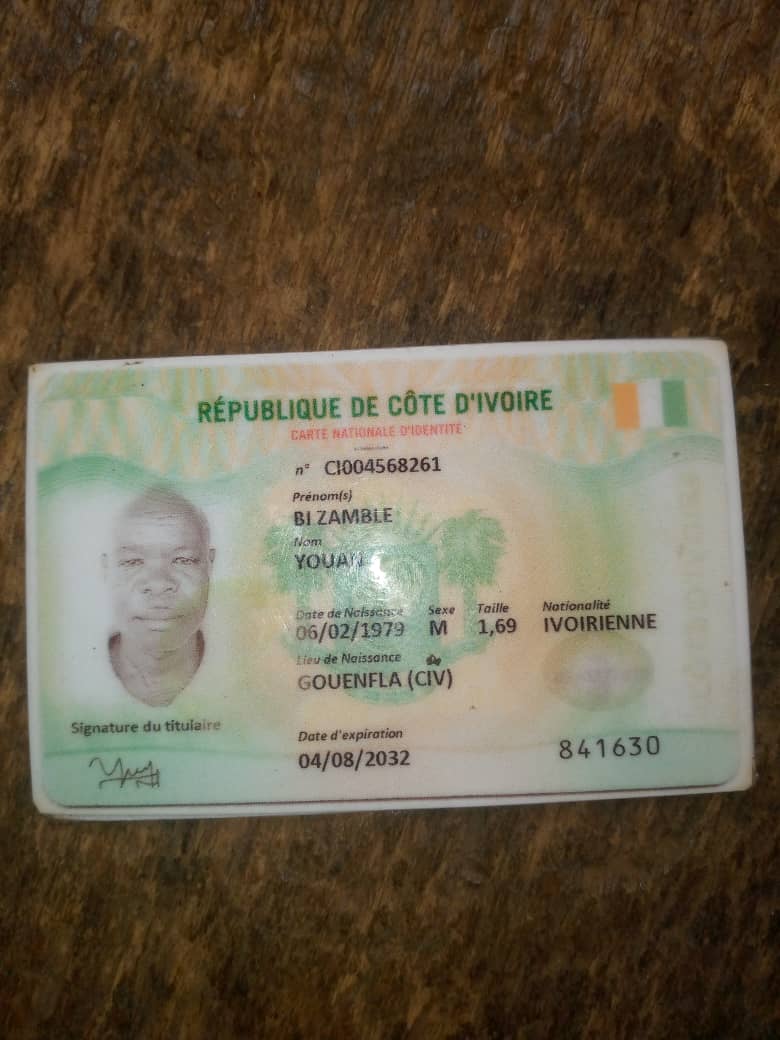 RÉPUBLIQUE DE CÔTE D'IVOIRE
CARTE NATIONALE D'IDENTITÉ
n° CI004568261
Prénom(s)
BI ZAMBLE
Nom
YOUAN
Date de Naissance Sexe Taille Nationalité
06/02/1979 M 1,69 IVOIRIENNE
Lieu de Naissance
GOUENFLA (CIV)
Signature du titulaire
Date d'expiration
04/08/2032
841630